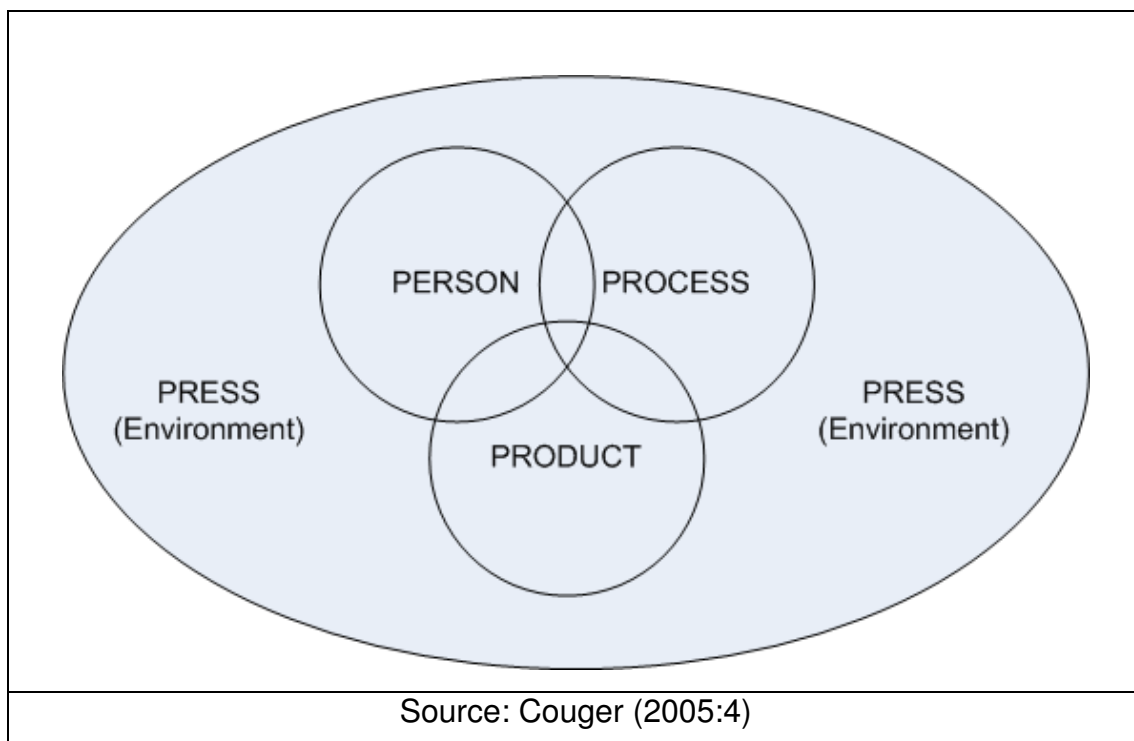 PERSON PROCESS
PRESS
(Environment)
PRESS
(Environment)
PRODUCT
Source: Couger (2005:4)